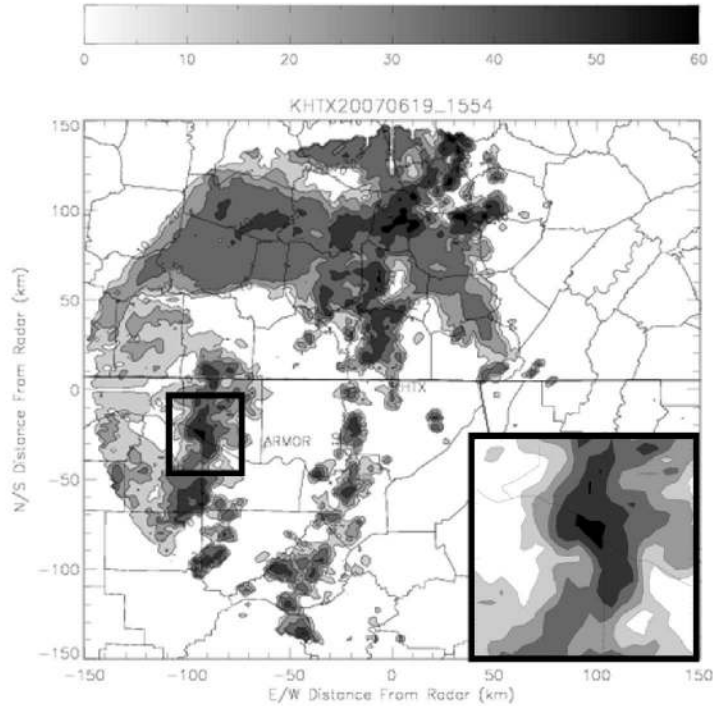 0 10 20 30 40 50 60
KHTX20070619_1554
150
100
50
0
-50
-100
-150
N/S Distance From Radar (km)
HTX
ARMOR
-150 -100 -50 0 50 100 150
E/W Distance From Radar (km)